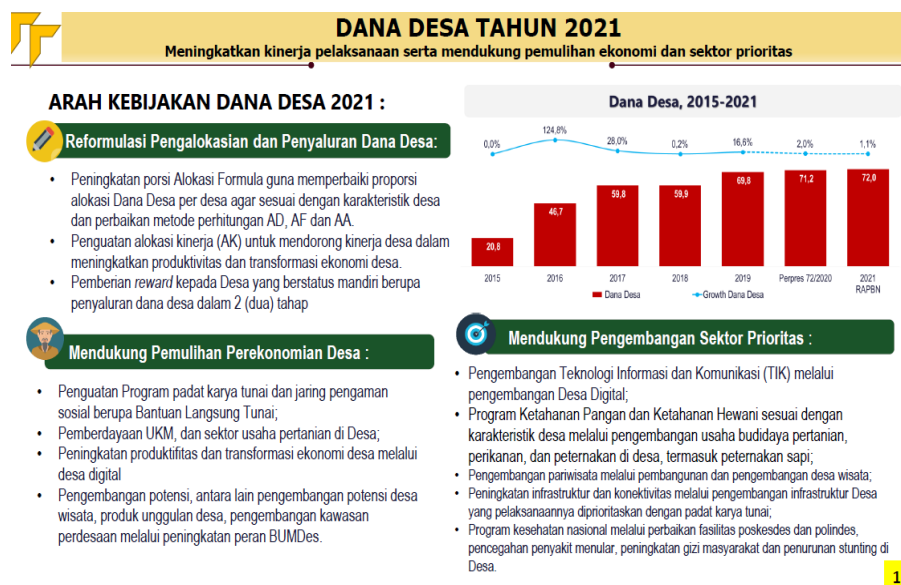 DANA DESA TAHUN 2021
Meningkatkan kinerja pelaksanaan serta mendukung pemulihan ekonomi dan sektor prioritas
ARAH KEBIJAKAN DANA DESA 2021 :
Reformulasi Pengalokasian dan Penyaluran Dana Desa:
• Peningkatan porsi Alokasi Formula guna memperbaiki proporsi
alokasi Dana Desa per desa agar sesuai dengan karakteristik desa
dan perbaikan metode perhitungan AD, AF dan AA.
• Penguatan alokasi kinerja (AK) untuk mendorong kinerja desa dalam
meningkatkan produktivitas dan transformasi ekonomi desa.
• Pemberian reward kepada Desa yang berstatus mandiri berupa
penyaluran dana desa dalam 2 (dua) tahap
Mendukung Pemulihan Perekonomian Desa :
• Penguatan Program padat karya tunai dan jaring pengaman
sosial berupa Bantuan Langsung Tunai;
• Pemberdayaan UKM, dan sektor usaha pertanian di Desa;
• Peningkatan produktifitas dan transformasi ekonomi desa melalui
desa digital
• Pengembangan potensi, antara lain pengembangan potensi desa
wisata, produk unggulan desa, pengembangan kawasan
perdesaan melalui peningkatan peran BUMDes.
Dana Desa, 2015-2021
0,0% 124,8% 28,0% 0,2% 16,6% 2,0% 1,1%
20,8 46,7 59,8 59,9 69,8 71,2 72,0
2015 2016 2017 2018 2019 Perpres 72/2020 2021
RAPBN
Dana Desa Growth Dana Desa
Mendukung Pengembangan Sektor Prioritas :
• Pengembangan Teknologi Informasi dan Komunikasi (TIK) melalui
pengembangan Desa Digital;
• Program Ketahanan Pangan dan Ketahanan Hewani sesuai dengan
karakteristik desa melalui pengembangan usaha budidaya pertanian,
perikanan, dan peternakan di desa, termasuk peternakan sapi;
• Pengembangan pariwisata melalui pembangunan dan pengembangan desa wisata;
• Peningkatan infrastruktur dan konektivitas melalui pengembangan infrastruktur Desa
yang pelaksanaannya diprioritaskan dengan padat karya tunai;
• Program kesehatan nasional melalui perbaikan fasilitas poskesdes dan polindes,
pencegahan penyakit menular, peningkatan gizi masyarakat dan penurunan stunting di
Desa.
1